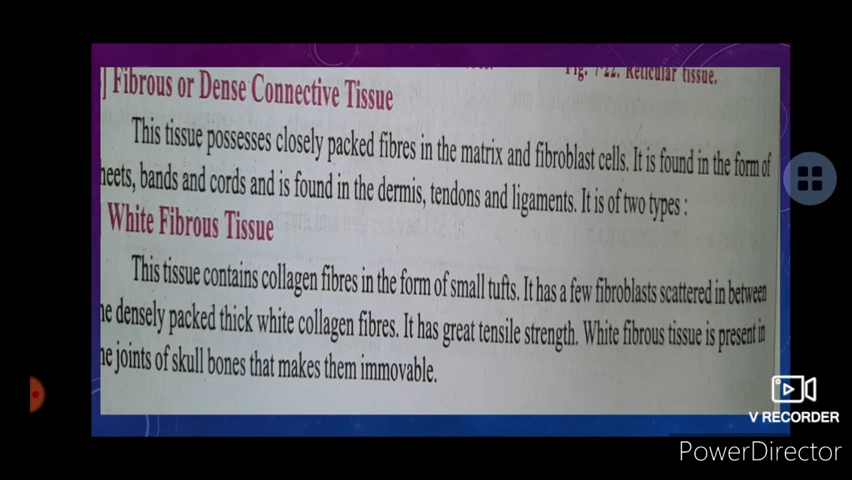 Fig. 7-22. Reticular tissue.
] Fibrous or Dense Connective Tissue
This tissue possesses closely packed fibres in the matrix and fibroblast cells. It is found in the form of
heets, bands and cords and is found in the dermis, tendons and ligaments. It is of two types :
White Fibrous Tissue
This tissue contains collagen fibres in the form of small tufts. It has a few fibroblasts scattered in between
he densely packed thick white collagen fibres. It has great tensile strength. White fibrous tissue is present in
he joints of skull bones that makes them immovable.
V RECORDER
PowerDirector